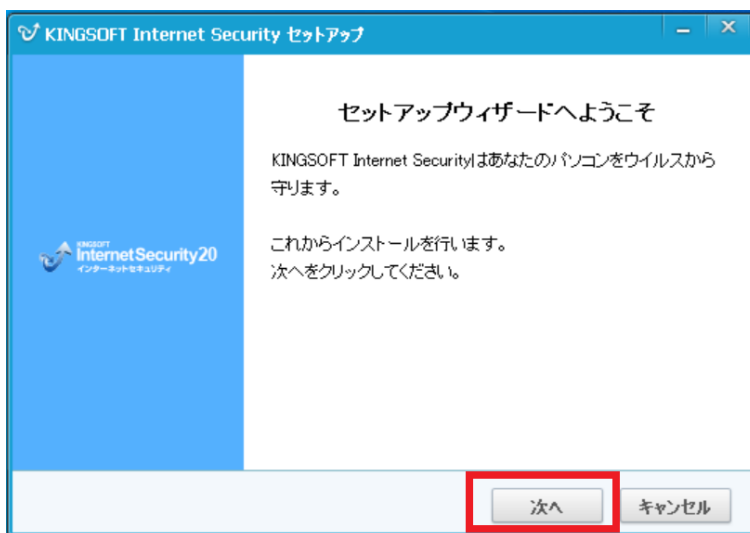 KINGSOFT Internet Security セットアップ
セットアップウィザードへようこそ
KINGSOFT Internet Securityはあなたのパソコンをウイルスから
守ります。
KINGSOFT
InternetSecurity20
インターネットセキュリティ
これからインストールを行います。
次へをクリックしてください。
次へ
キャンセル